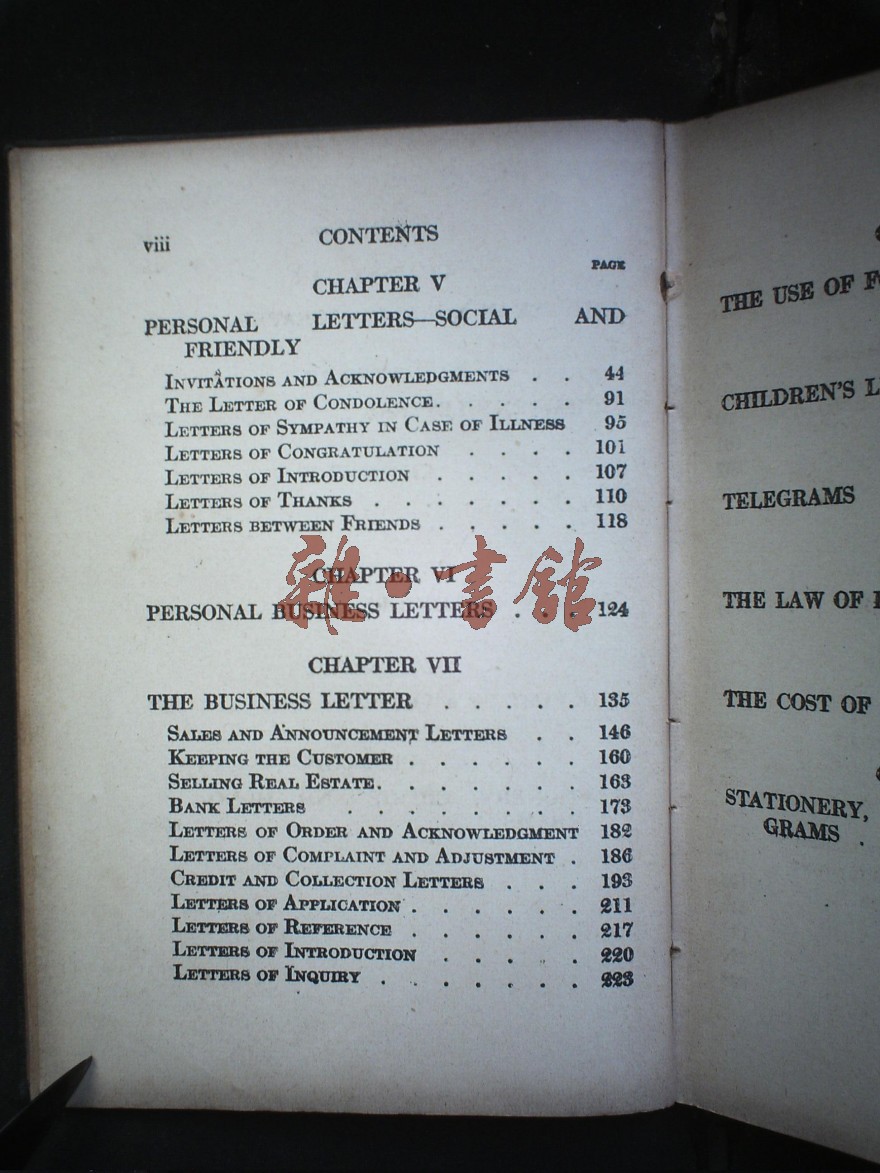 viii CONTENTS
PAGE
CHAPTER V
PERSONAL LETTERS—SOCIAL AND
FRIENDLY
INVITATIONS AND ACKNOWLEDGMENTS . . 44
THE LETTER OF CONDOLENCE. . . . . 91
LETTERS OF SYMPATHY IN CASE OF ILLNESS 95
LETTERS OF CONGRATULATION . . . . 101
LETTERS OF INTRODUCTION . . . . . 107
LETTERS OF THANKS . . . . . . . 110
LETTERS BETWEEN FRIENDS . . . . . 118
CHAPTER VI
PERSONAL BUSINESS LETTERS . . . 124
雜·書館
CHAPTER VII
THE BUSINESS LETTER . . . . . 135
SALES AND ANNOUNCEMENT LETTERS . . 146
KEEPING THE CUSTOMER . . . . . . 160
SELLING REAL ESTATE. . . . . . . 163
BANK LETTERS . . . . . . . . 173
LETTERS OF ORDER AND ACKNOWLEDGMENT 182
LETTERS OF COMPLAINT AND ADJUSTMENT . 186
CREDIT AND COLLECTION LETTERS . . . 193
LETTERS OF APPLICATION . . . . . . 211
LETTERS OF REFERENCE . . . . . . 217
LETTERS OF INTRODUCTION . . . . . 220
LETTERS OF INQUIRY . . . . . . . 223
THE USE OF
CHILDREN'S
TELEGRAMS
THE LAW OF
THE COST OF
STATIONERY,
GRAMS .